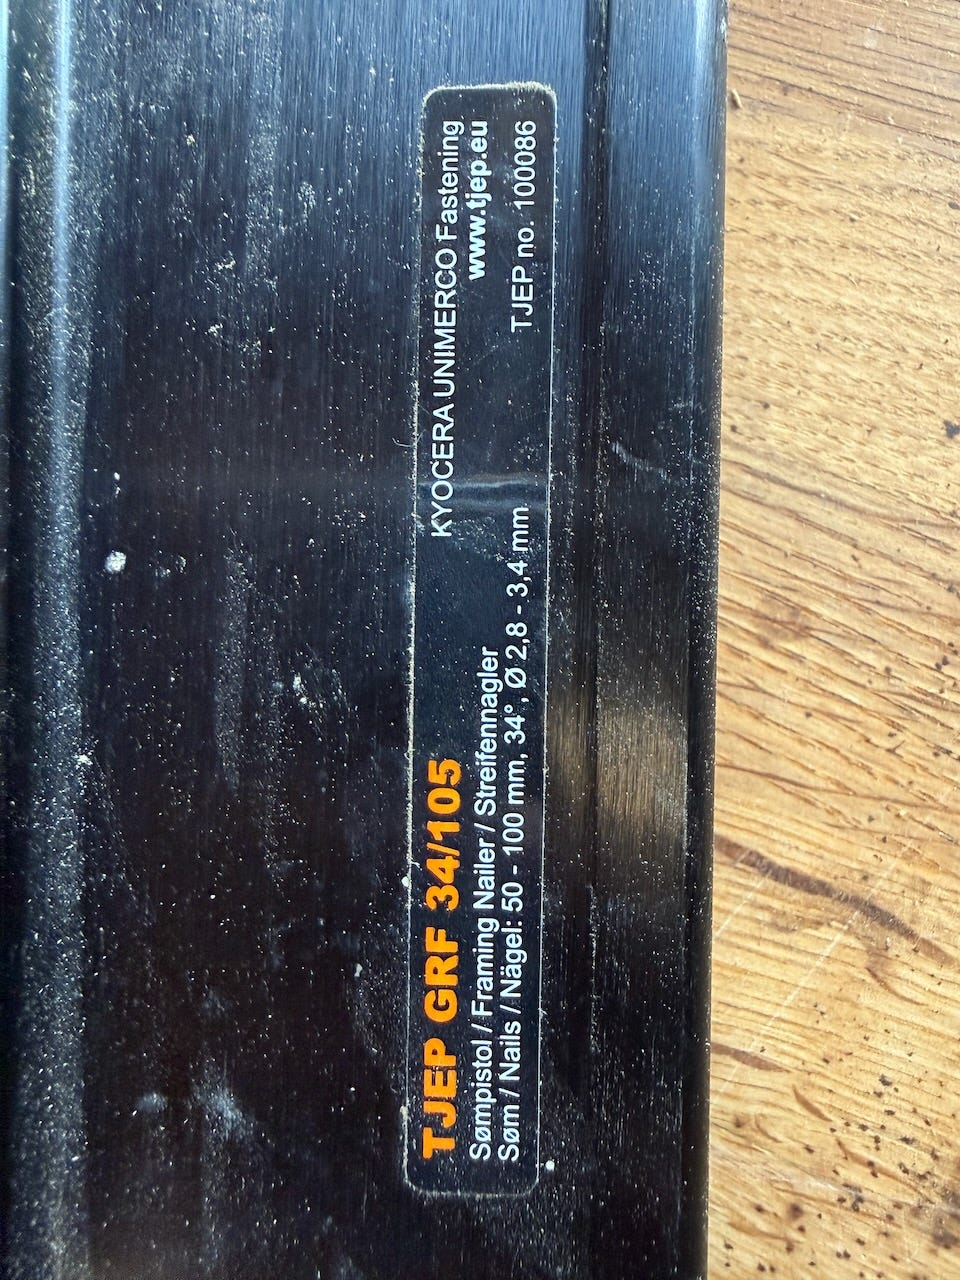 TJEP GRF 34/105
Sømpistol / Framing Nailer / Streifennagler
Søm / Nails / Nägel: 50 - 100 mm, 34°, Ø 2,8 - 3,4 mm
KYOCERA UNIMERCO Fastening
www.tjep.eu
TJEP no. 100086